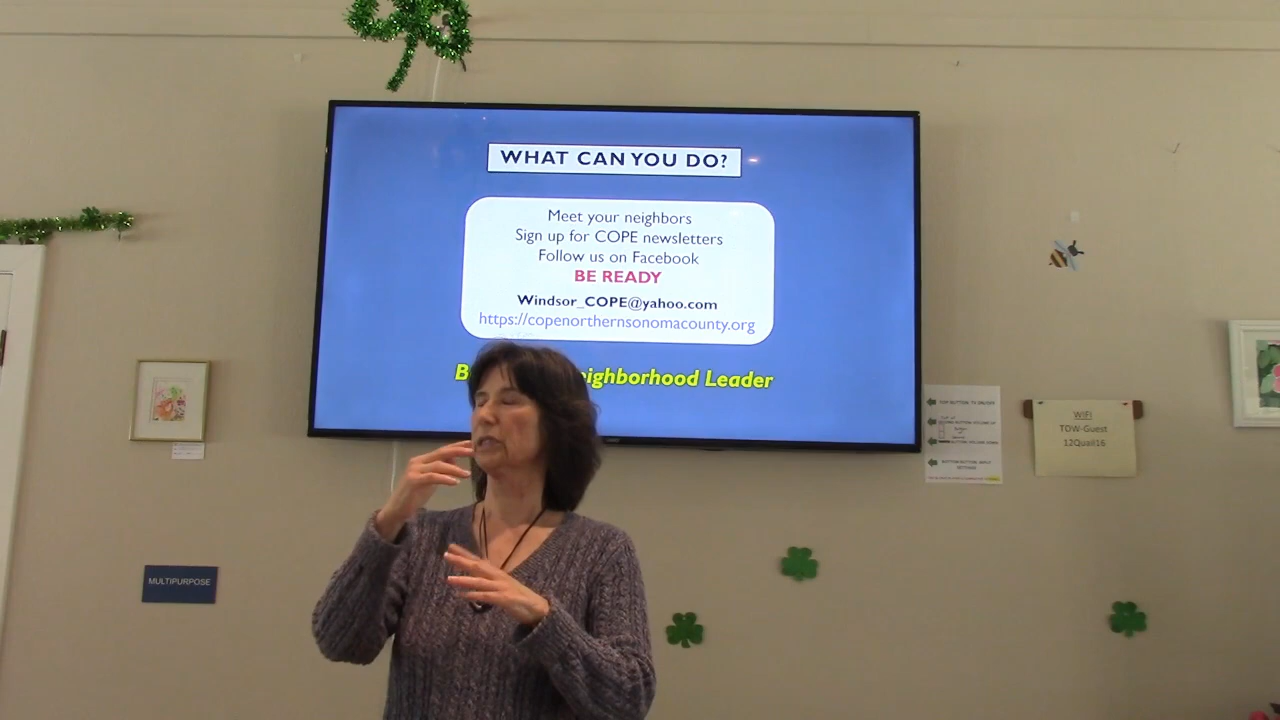 WHAT CAN YOU DO?
Meet your neighbors
Sign up for COPE newsletters
Follow us on Facebook
BE READY
Windsor_COPE@yahoo.com
https://copenorthernsonomacounty.org
Neighborhood Leader
WIFI
TOW-Guest
12Quail16
MULTIPURPOSE